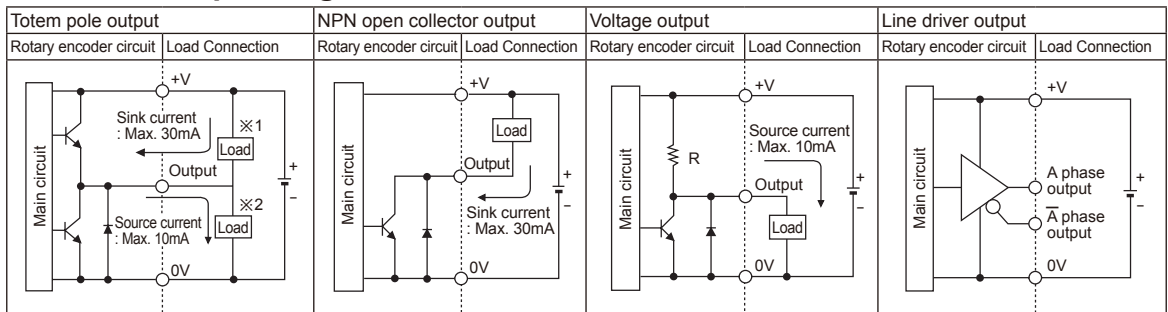 Totem pole output
Rotary encoder circuit Load Connection
Main circuit
+V
Sink current
: Max. 30mA
※1
Load
Output
※2
Source current
: Max. 10mA
Load
0V
+
−
NPN open collector output
Rotary encoder circuit Load Connection
Main circuit
+V
Load
Output
Sink current
: Max. 30mA
0V
+
−
Voltage output
Rotary encoder circuit Load Connection
Main circuit
+V
Source current
: Max. 10mA
R
Output
Load
0V
+
−
Line driver output
Rotary encoder circuit Load Connection
Main circuit
+V
A phase
output
A̅ phase
output
0V
+
−